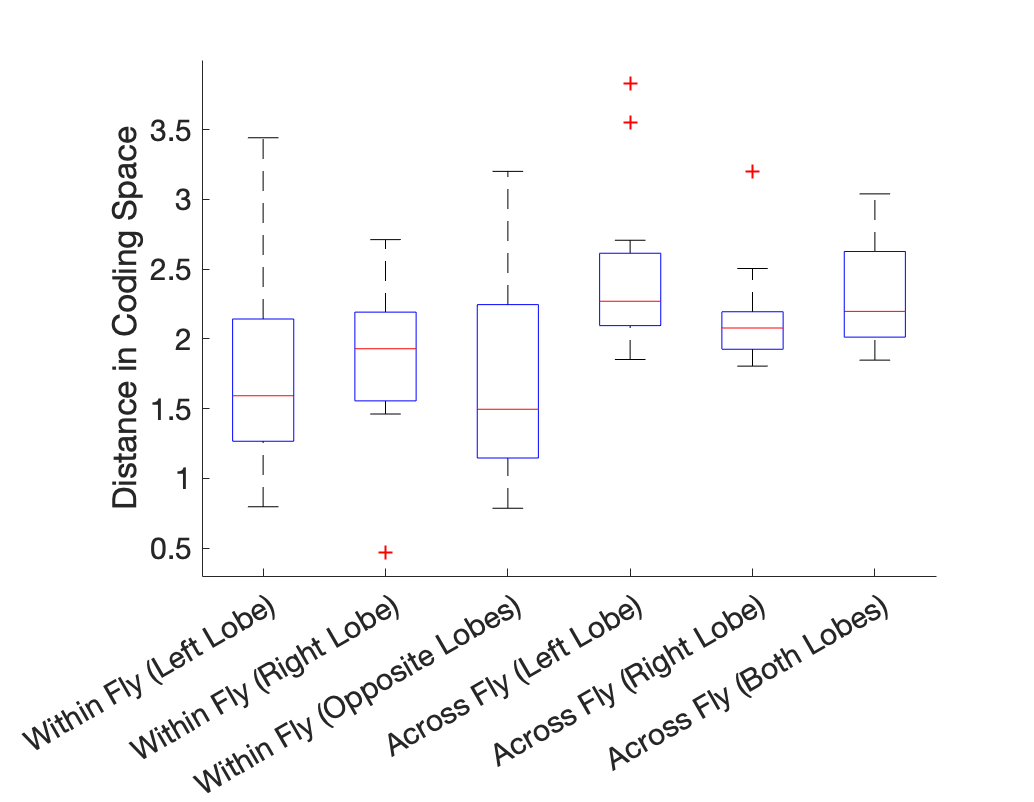 Distance in Coding Space
3.5
3
2.5
2
1.5
1
0.5
Within Fly (Left Lobe)
Within Fly (Right Lobe)
Within Fly (Opposite Lobes)
Across Fly (Left Lobe)
Across Fly (Right Lobe)
Across Fly (Both Lobes)